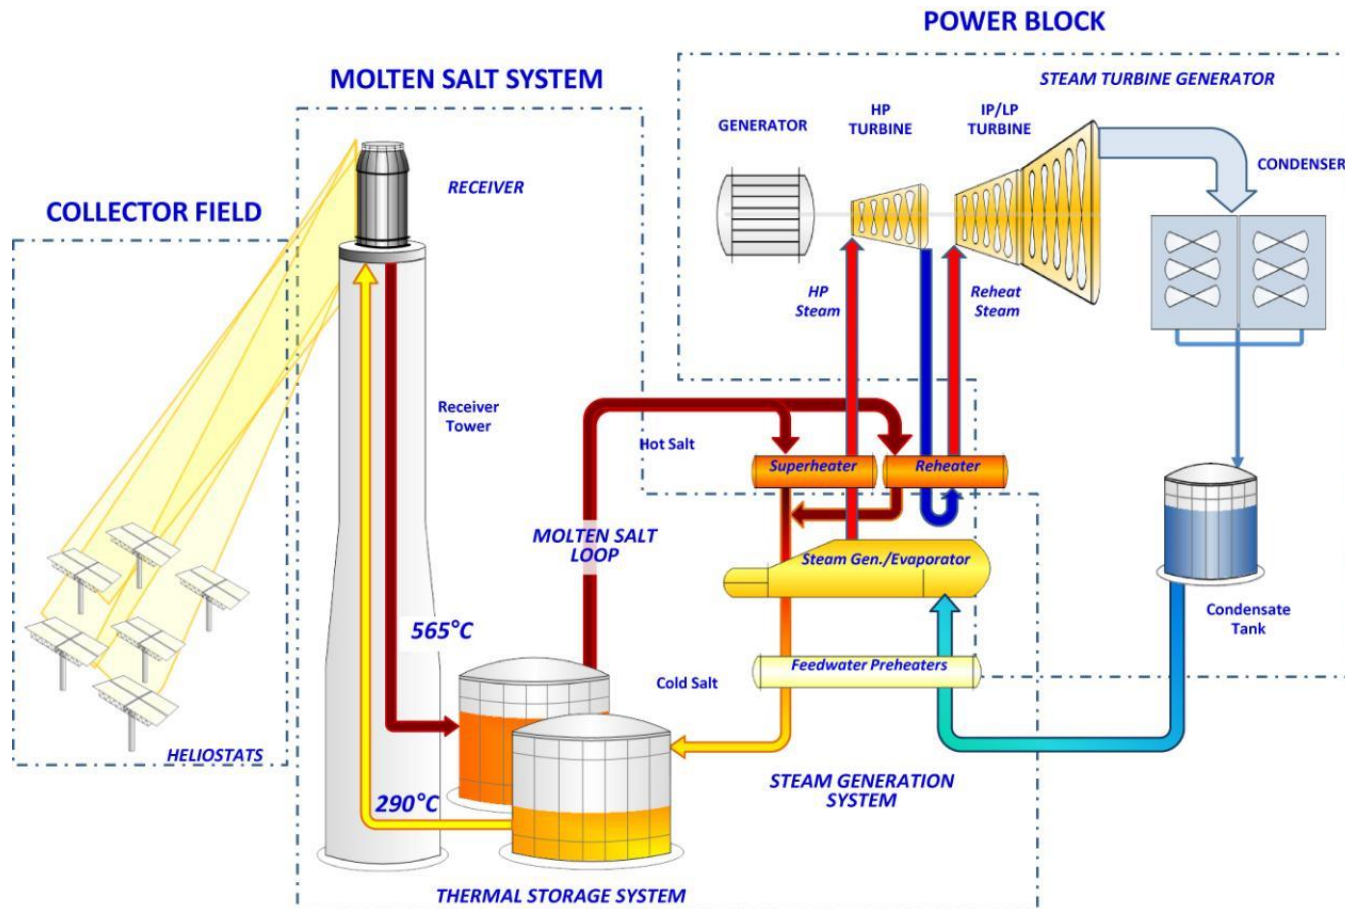 POWER BLOCK
MOLTEN SALT SYSTEM
STEAM TURBINE GENERATOR
GENERATOR
HP
TURBINE
IP/LP
TURBINE
CONDENSER
RECEIVER
COLLECTOR FIELD
HP
Steam
Reheat
Steam
Receiver
Tower
Hot Salt
Superheater
Reheater
MOLTEN SALT
LOOP
Steam Gen./Evaporator
Condensate
Tank
565°C
Feedwater Preheaters
Cold Salt
HELIOSTATS
STEAM GENERATION
SYSTEM
290°C
THERMAL STORAGE SYSTEM